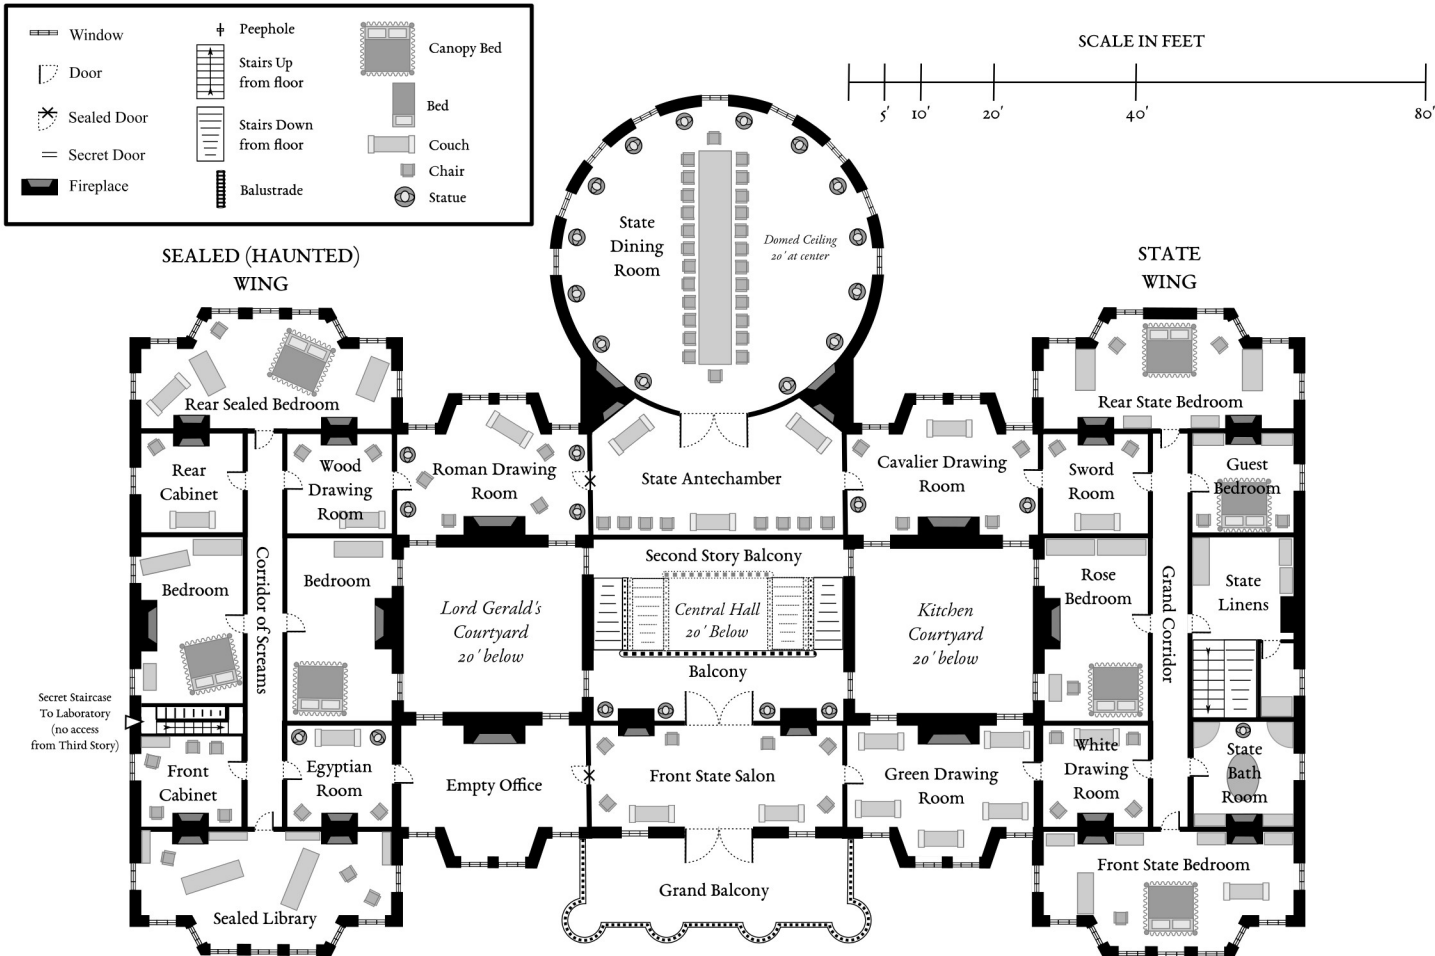 Window
Door
Sealed Door
Secret Door
Fireplace
Peephole
Stairs Up
from floor
Stairs Down
from floor
Balustrade
Canopy Bed
Bed
Couch
Chair
Statue
SCALE IN FEET
5' 10' 20' 40' 80'
SEALED (HAUNTED)
WING
State
Dining
Room
Domed Ceiling
20' at center
STATE
WING
Rear Sealed Bedroom
Rear State Bedroom
Rear
Cabinet
Wood
Drawing
Room
Roman Drawing
Room
State Antechamber
Cavalier Drawing
Room
Sword
Room
Guest
Bedroom
Bedroom
Corridor of Screams
Bedroom
Lord Gerald's
Courtyard
20' below
Second Story Balcony
Central Hall
20' Below
Balcony
Kitchen
Courtyard
20' below
Rose
Bedroom
Grand Corridor
State
Linens
Secret Staircase
To Laboratory
(no access
from Third Story)
Front
Cabinet
Egyptian
Room
Empty Office
Front State Salon
Green Drawing
Room
White
Drawing
Room
State
Bath
Room
Sealed Library
Grand Balcony
Front State Bedroom